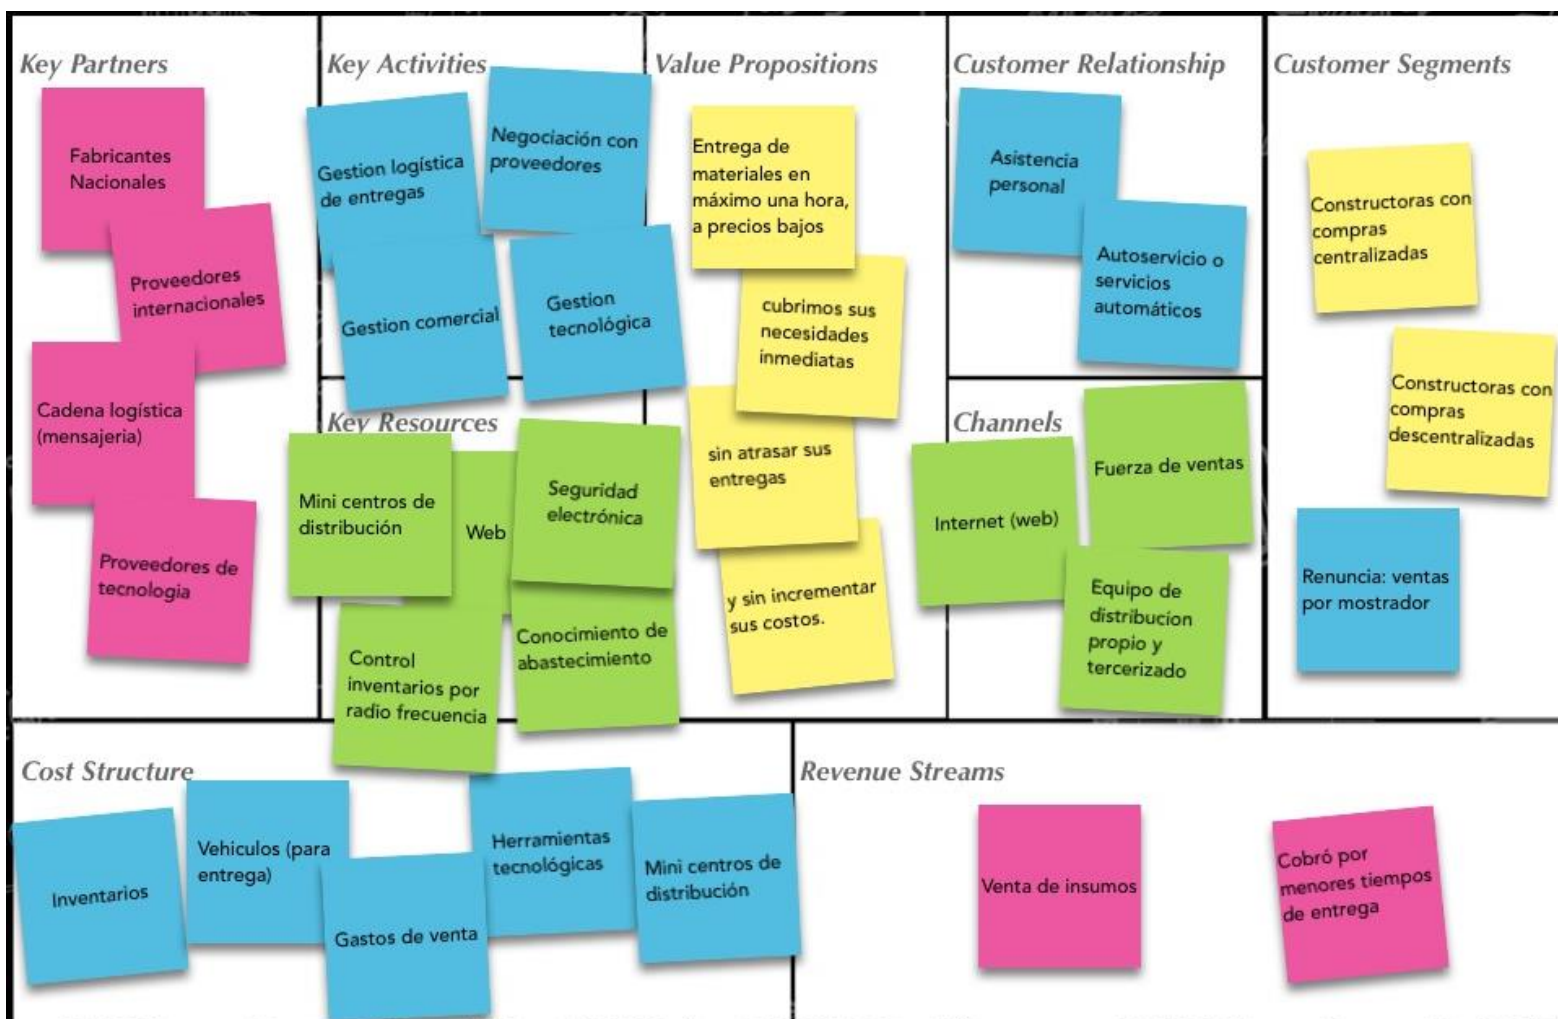 Key Partners
Fabricantes
Nacionales
Proveedores
internacionales
Cadena logística
(mensajeria)
Proveedores de
tecnologia
Key Activities
Gestion logística
de entregas
Negociación con
proveedores
Gestion comercial
Gestion
tecnológica
Key Resources
Mini centros de
distribución
Web
Seguridad
electrónica
Control
inventarios por
radio frecuencia
Conocimiento de
abastecimiento
Value Propositions
Entrega de
materiales en
máximo una hora,
a precios bajos
cubrimos sus
necesidades
inmediatas
sin atrasar sus
entregas
y sin incrementar
sus costos.
Customer Relationship
Asistencia
personal
Autoservicio o
servicios
automáticos
Channels
Internet (web)
Fuerza de ventas
Equipo de
distribucion
propio y
tercerizado
Customer Segments
Constructoras con
compras
centralizadas
Constructoras con
compras
descentralizadas
Renuncia: ventas
por mostrador
Cost Structure
Inventarios
Vehiculos (para
entrega)
Gastos de venta
Herramientas
tecnológicas
Mini centros de
distribución
Revenue Streams
Venta de insumos
Cobró por
menores tiempos
de entrega